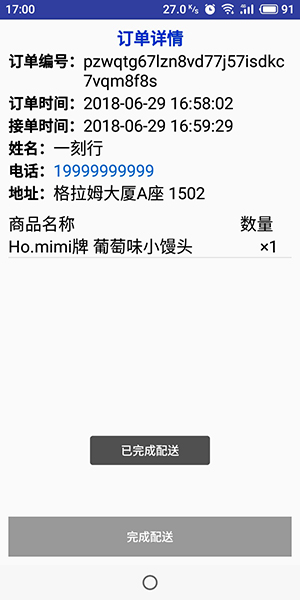 17:00 27.0 K/s 91
订单详情
订单编号：pzwqtg67lzn8vd77j57isdkc
7vqm8f8s
订单时间：2018-06-29 16:58:02
接单时间：2018-06-29 16:59:29
姓名：一刻行
电话：19999999999
地址：格拉姆大厦A座 1502
商品名称 数量
Ho.mimi牌 葡萄味小馒头 ×1
已完成配送
完成配送